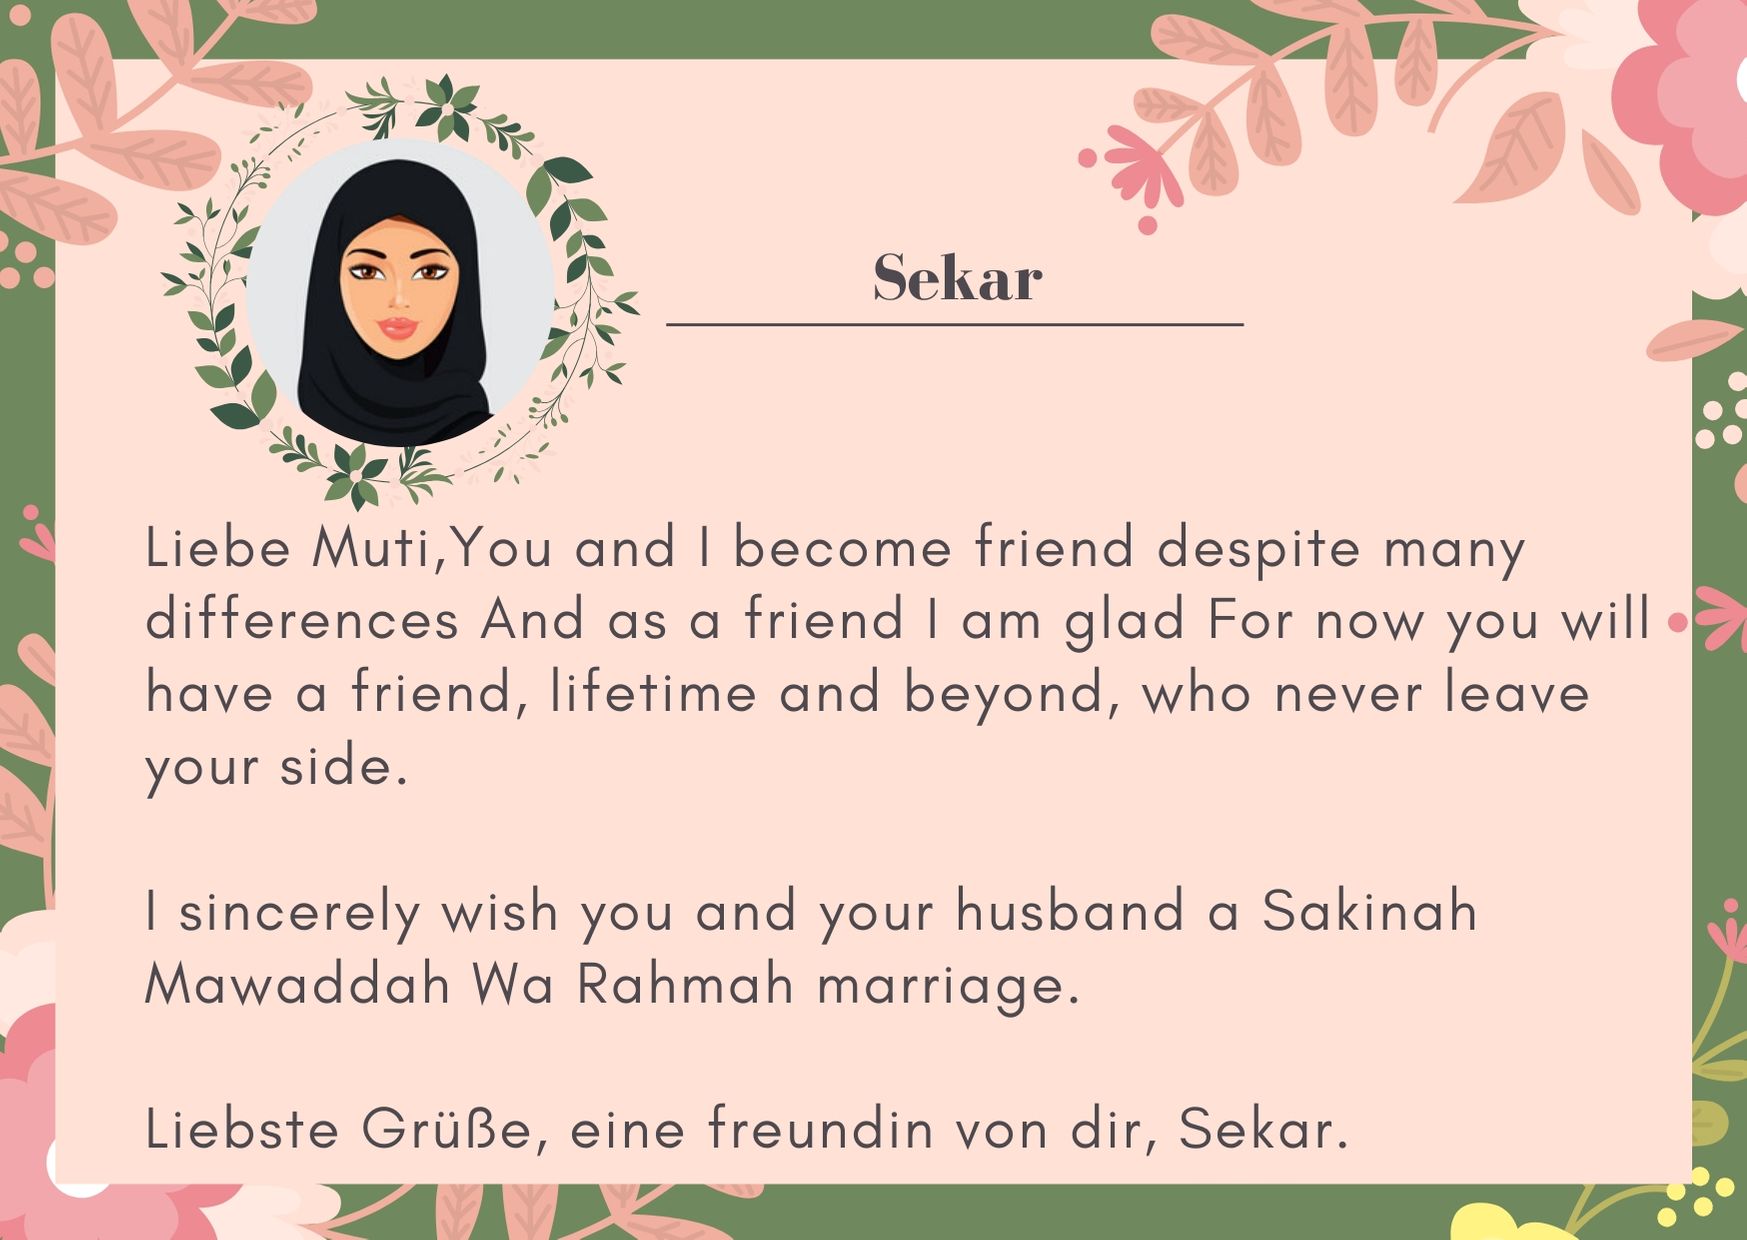 Sekar
Liebe Muti,You and I become friend despite many
differences And as a friend I am glad For now you will
have a friend, lifetime and beyond, who never leave
your side.
I sincerely wish you and your husband a Sakinah
Mawaddah Wa Rahmah marriage.
Liebste Grüße, eine freundin von dir, Sekar.